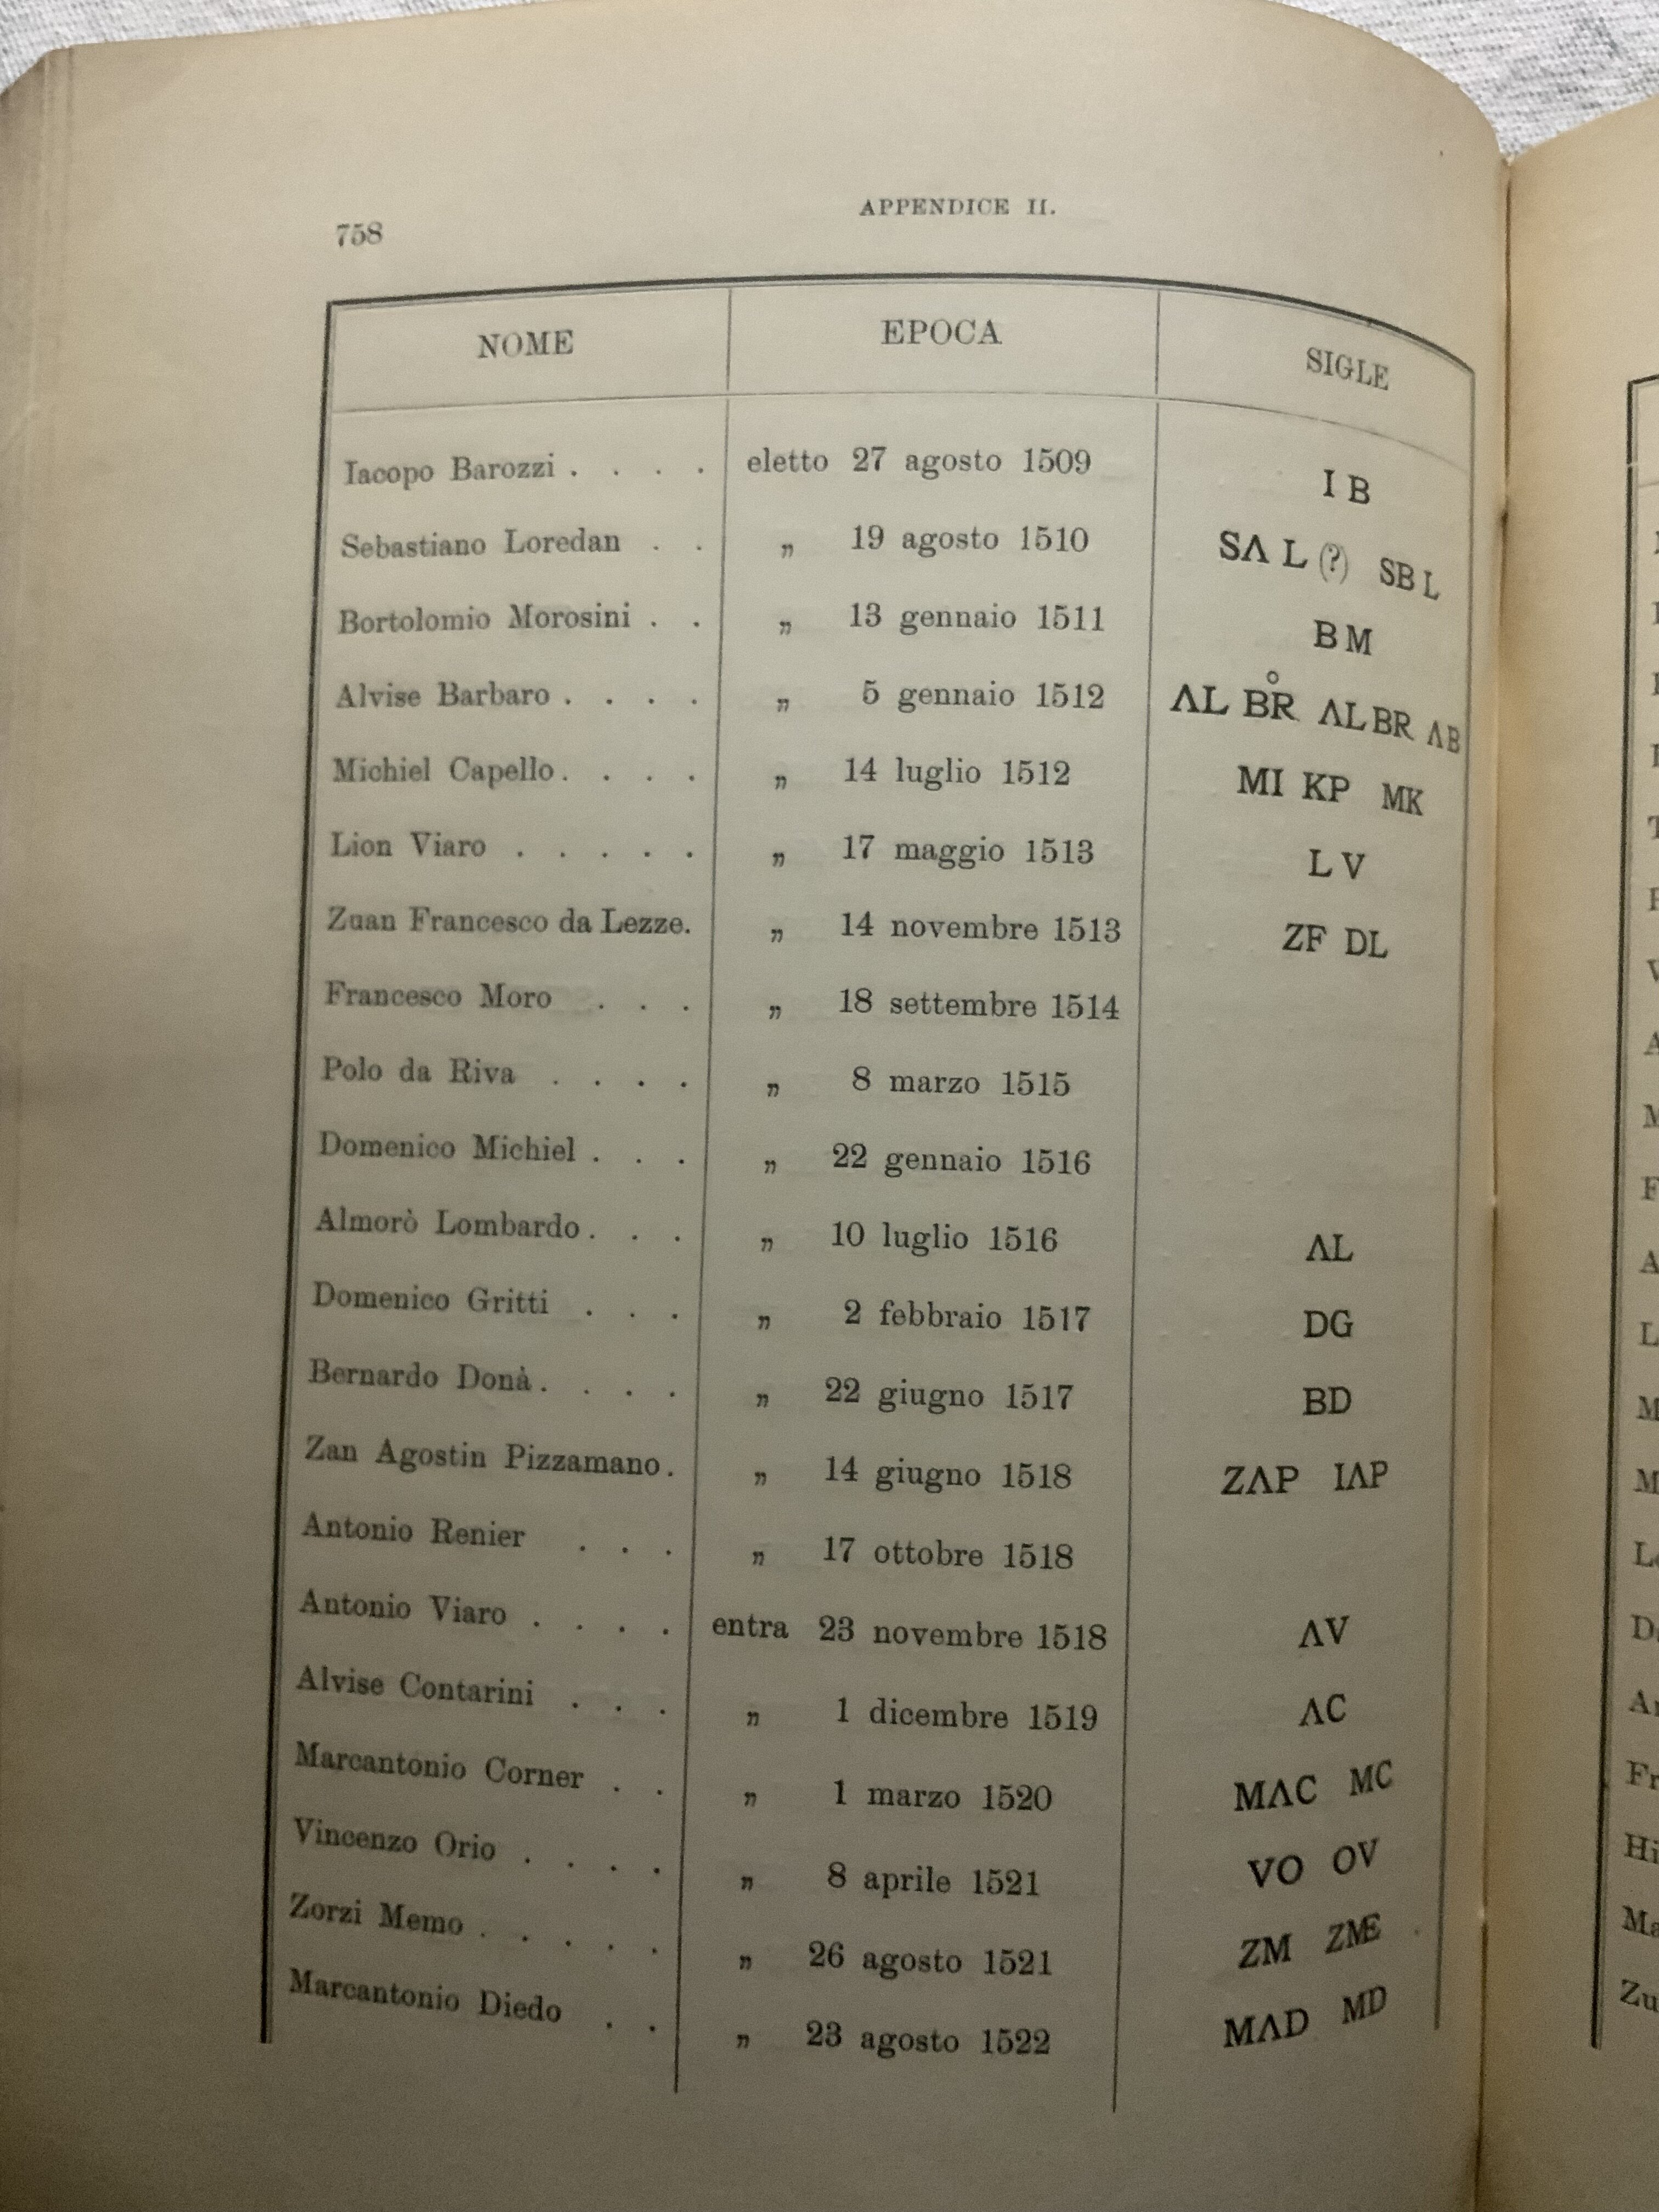 758 APPENDICE II.
NOME EPOCA SIGLE
Iacopo Barozzi . . . . eletto 27 agosto 1509 I B
Sebastiano Loredan . . „ 19 agosto 1510 SΛ L (?) SB L
Bortolomio Morosini . . „ 13 gennaio 1511 B M
Alvise Barbaro . . . . „ 5 gennaio 1512 ΛL BR̊ ΛL BR ΛB
Michiel Capello . . . . „ 14 luglio 1512 MI KP MK
Lion Viaro . . . . . „ 17 maggio 1513 L V
Zuan Francesco da Lezze. „ 14 novembre 1513 ZF DL
Francesco Moro . . . „ 18 settembre 1514
Polo da Riva . . . . „ 8 marzo 1515
Domenico Michiel . . . „ 22 gennaio 1516
Almorò Lombardo . . . „ 10 luglio 1516 ΛL
Domenico Gritti . . . „ 2 febbraio 1517 DG
Bernardo Donà . . . . „ 22 giugno 1517 BD
Zan Agostin Pizzamano . „ 14 giugno 1518 ZΛP IΛP
Antonio Renier . . . „ 17 ottobre 1518
Antonio Viaro . . . . entra 23 novembre 1518 ΛV
Alvise Contarini . . . „ 1 dicembre 1519 ΛC
Marcantonio Corner . . „ 1 marzo 1520 MΛC MC
Vincenzo Orio . . . . „ 8 aprile 1521 VO OV
Zorzi Memo . . . . . „ 26 agosto 1521 ZM ZME
Marcantonio Diedo . . „ 23 agosto 1522 MΛD MD